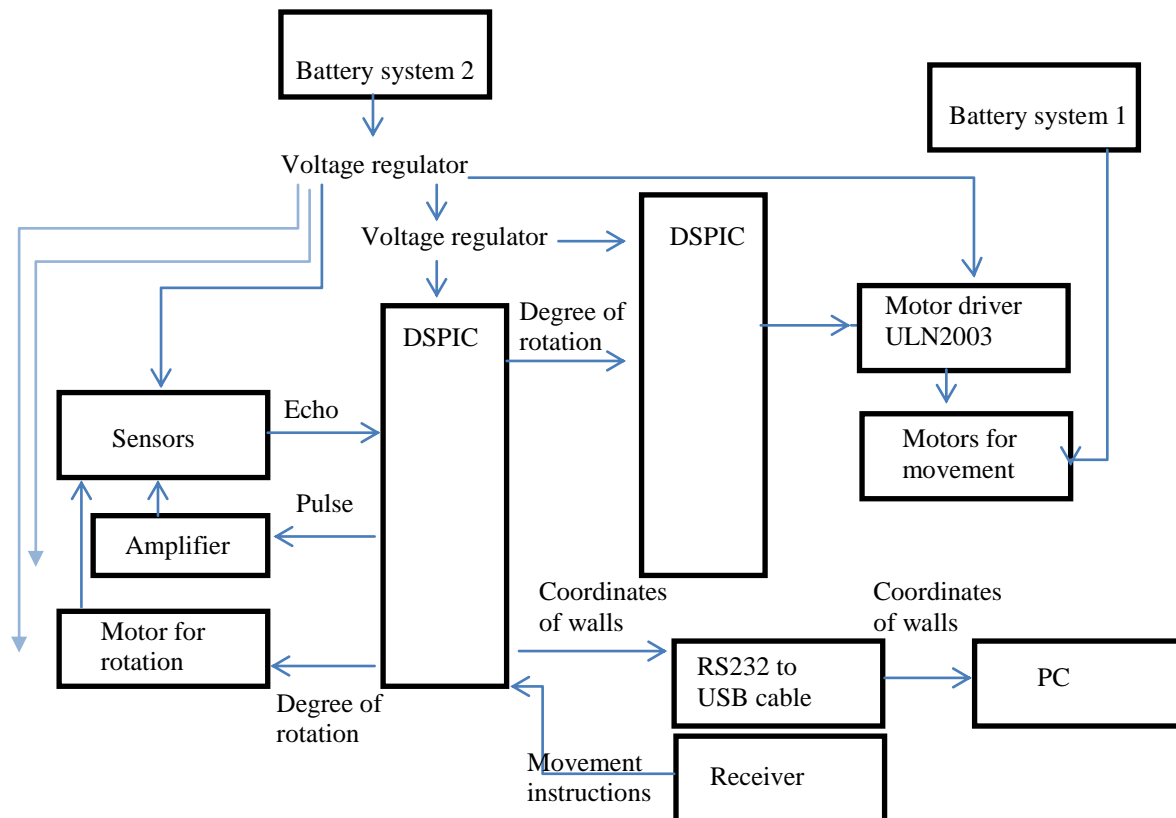 Battery system 2
Battery system 1
Voltage regulator
Voltage regulator
DSPIC
DSPIC
Degree of
rotation
Motor driver
ULN2003
Echo
Sensors
Motors for
movement
Pulse
Amplifier
Coordinates
of walls
Coordinates
of walls
Motor for
rotation
RS232 to
USB cable
PC
Degree of
rotation
Movement
instructions
Receiver